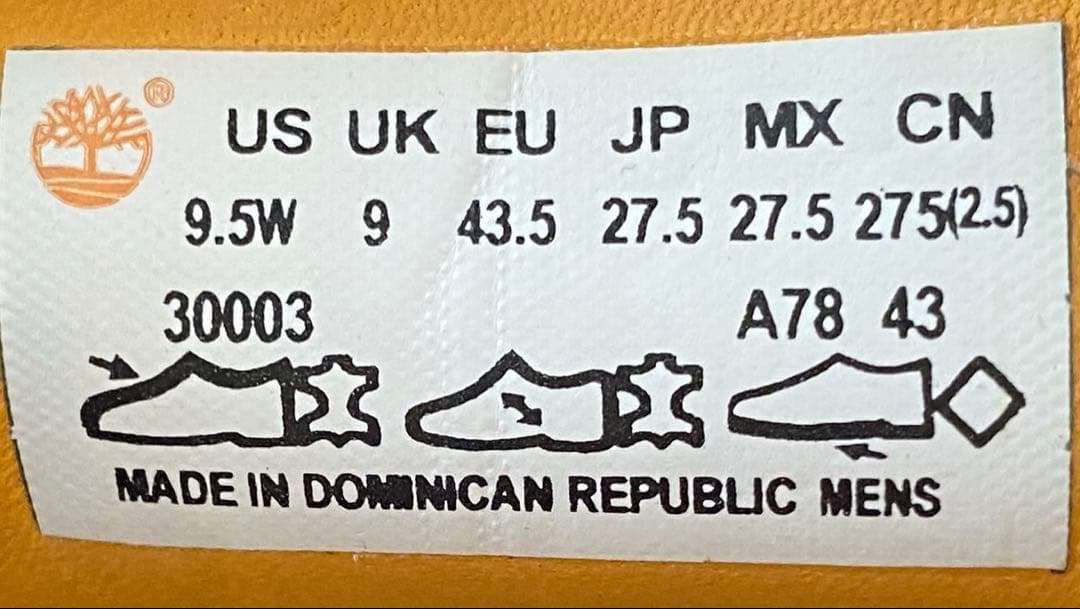 ®
US UK EU JP MX CN
9.5W 9 43.5 27.5 27.5 275(2.5)
30003 A78 43
MADE IN DOMINICAN REPUBLIC MENS